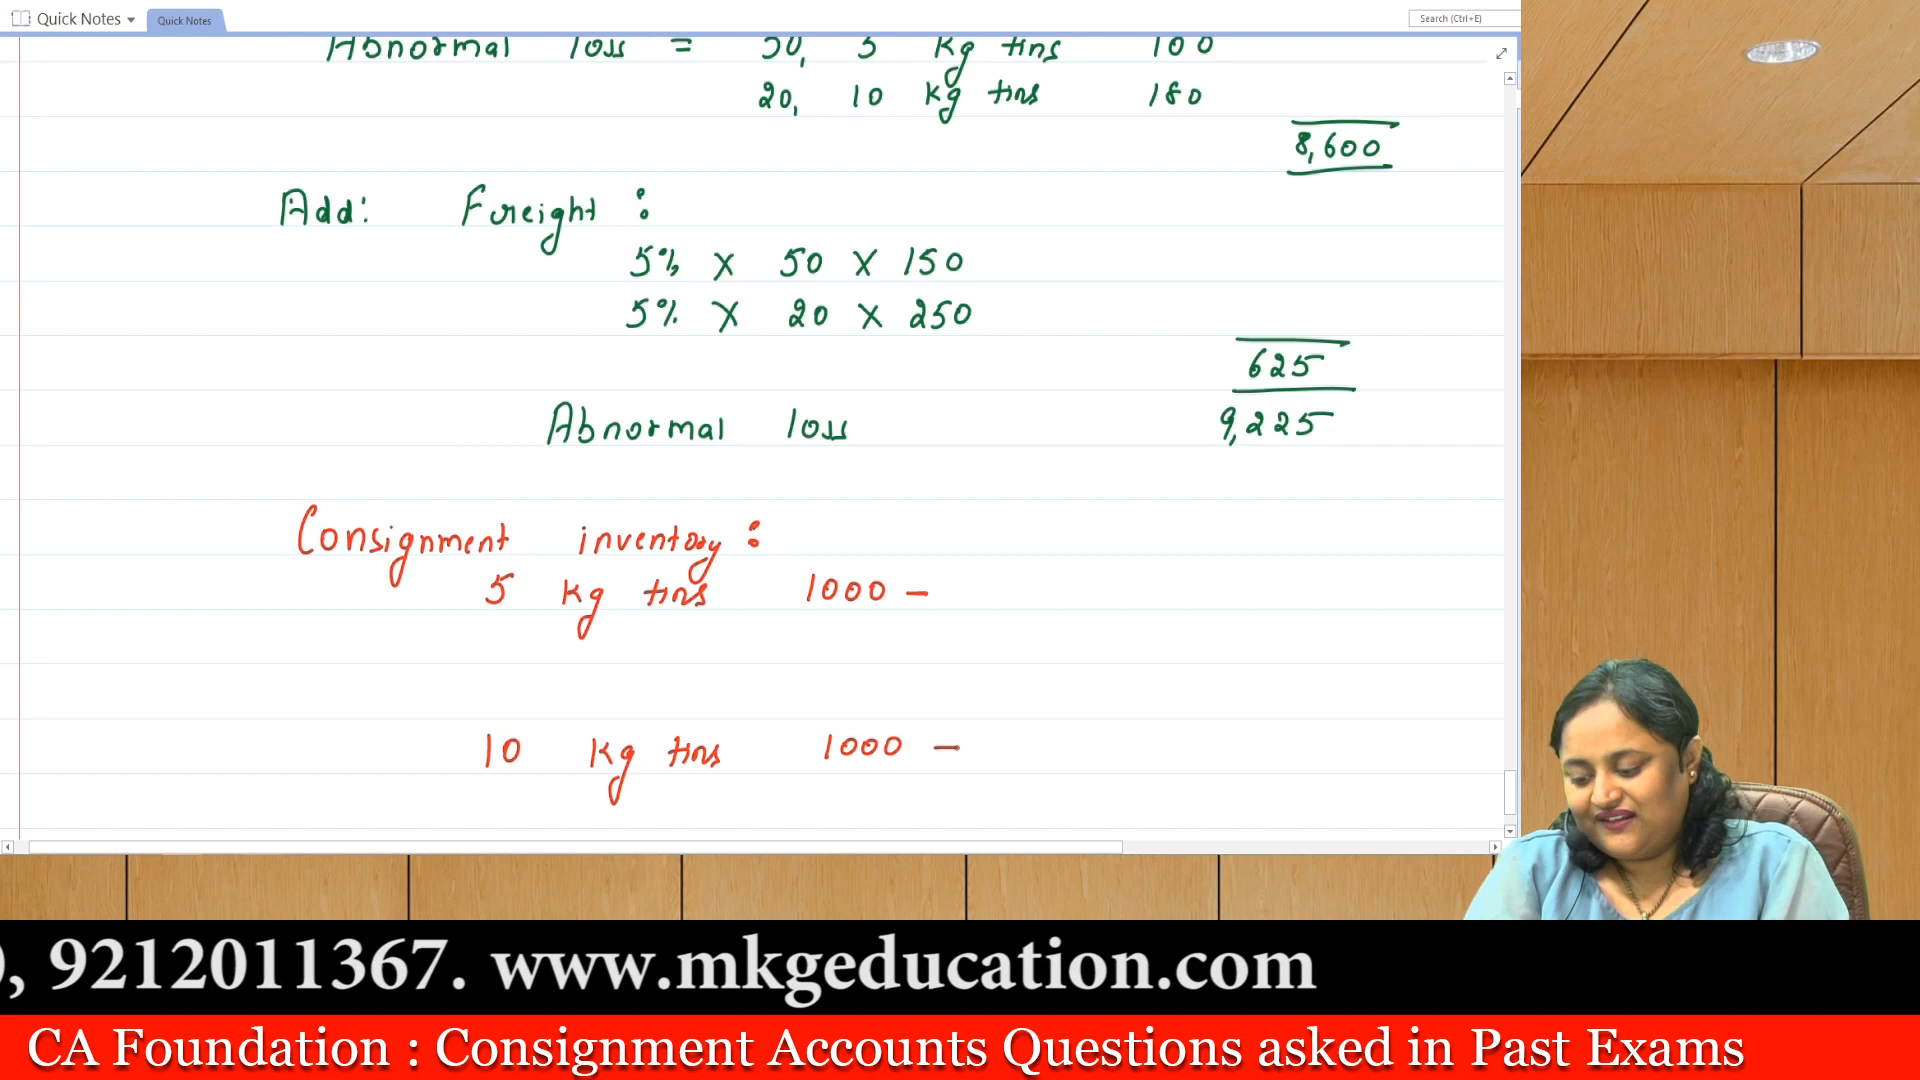 Quick Notes
Quick Notes
Search (Ctrl+E)
Abnormal loss = 50, 5 kg tins 100
20, 10 kg tins 180
8,600
Add: Freight :
5% X 50 X 150
5% X 20 X 250
625
Abnormal loss 9,225
Consignment inventory :
5 kg tins 1000 -
10 kg tins 1000 -
), 9212011367. www.mkgeducation.com
CA Foundation : Consignment Accounts Questions asked in Past Exams